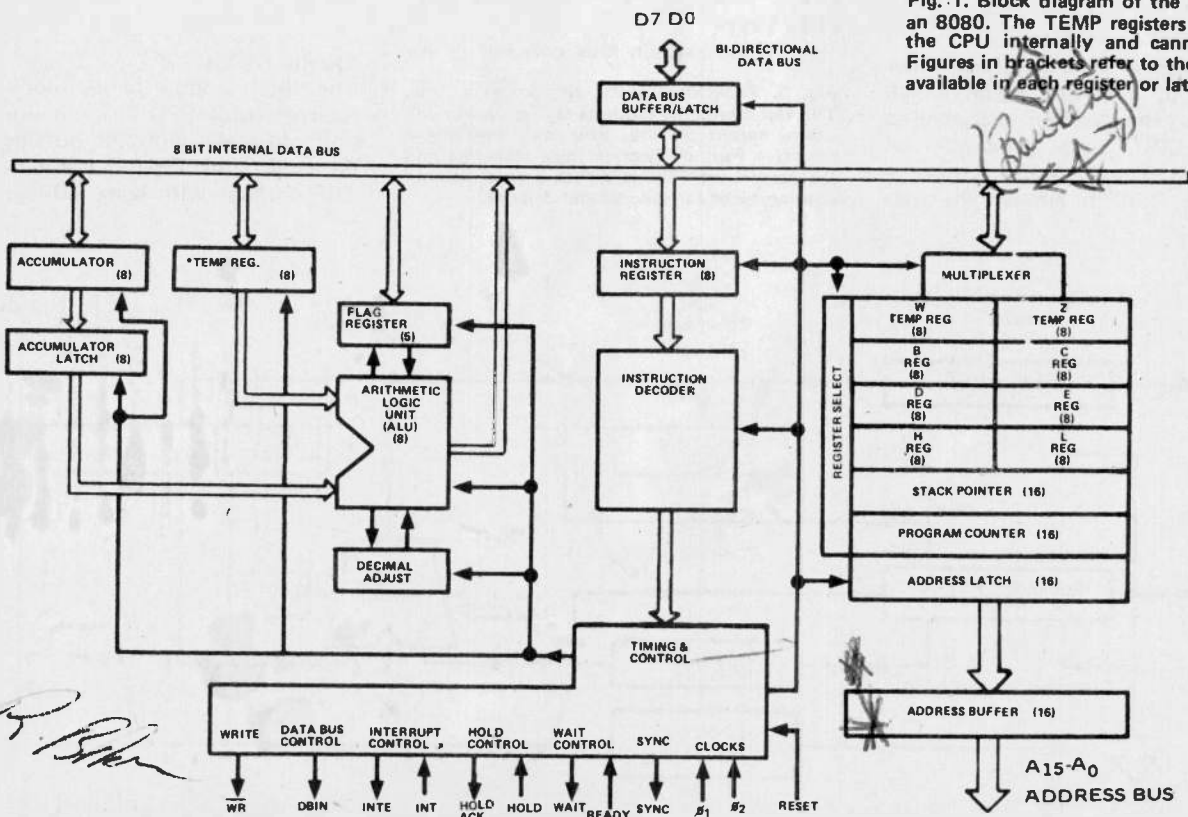 Fig. 1. Block diagram of the
an 8080. The TEMP registers
the CPU internally and cann
Figures in brackets refer to the
available in each register or lat
D7 D0
BI-DIRECTIONAL
DATA BUS
DATA BUS
BUFFER/LATCH
8 BIT INTERNAL DATA BUS
ACCUMULATOR
(8)
*TEMP REG.
(8)
INSTRUCTION
REGISTER (8)
MULTIPLEXER
FLAG
REGISTER
(5)
ACCUMULATOR
LATCH (8)
ARITHMETIC
LOGIC
UNIT
(ALU)
(8)
INSTRUCTION
DECODER
REGISTER SELECT
W
TEMP REG
(8)
Z
TEMP REG
(8)
B
REG
(8)
C
REG
(8)
D
REG
(8)
E
REG
(8)
H
REG
(8)
L
REG
(8)
STACK POINTER (16)
PROGRAM COUNTER (16)
ADDRESS LATCH (16)
DECIMAL
ADJUST
TIMING &
CONTROL
ADDRESS BUFFER (16)
WRITE
DATA BUS
CONTROL
INTERRUPT
CONTROL
HOLD
CONTROL
WAIT
CONTROL
SYNC
CLOCKS
WR
DBIN
INTE
INT
HOLD
ACK
HOLD
WAIT
READY
SYNC
ø1
ø2
RESET
A15-A0
ADDRESS BUS